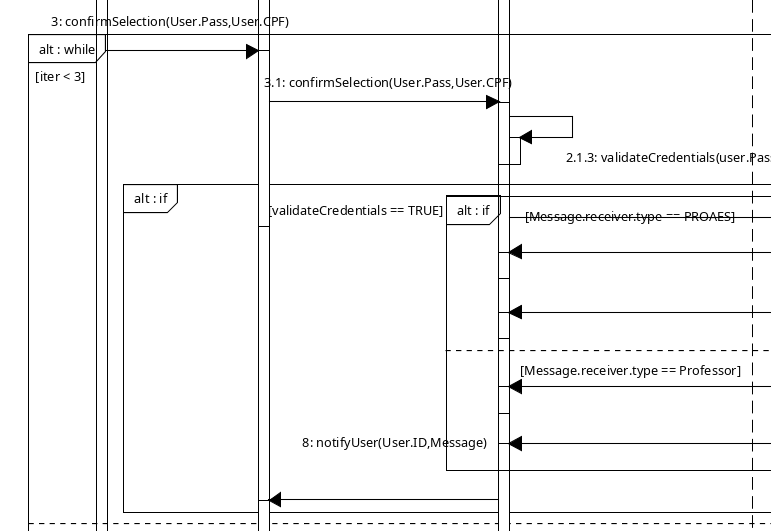 3: confirmSelection(User.Pass,User.CPF)
alt : while
[iter < 3]
3.1: confirmSelection(User.Pass,User.CPF)
2.1.3: validateCredentials(user.Pas
alt : if
[validateCredentials == TRUE]
alt : if
[Message.receiver.type == PROAES]
[Message.receiver.type == Professor]
8: notifyUser(User.ID,Message)